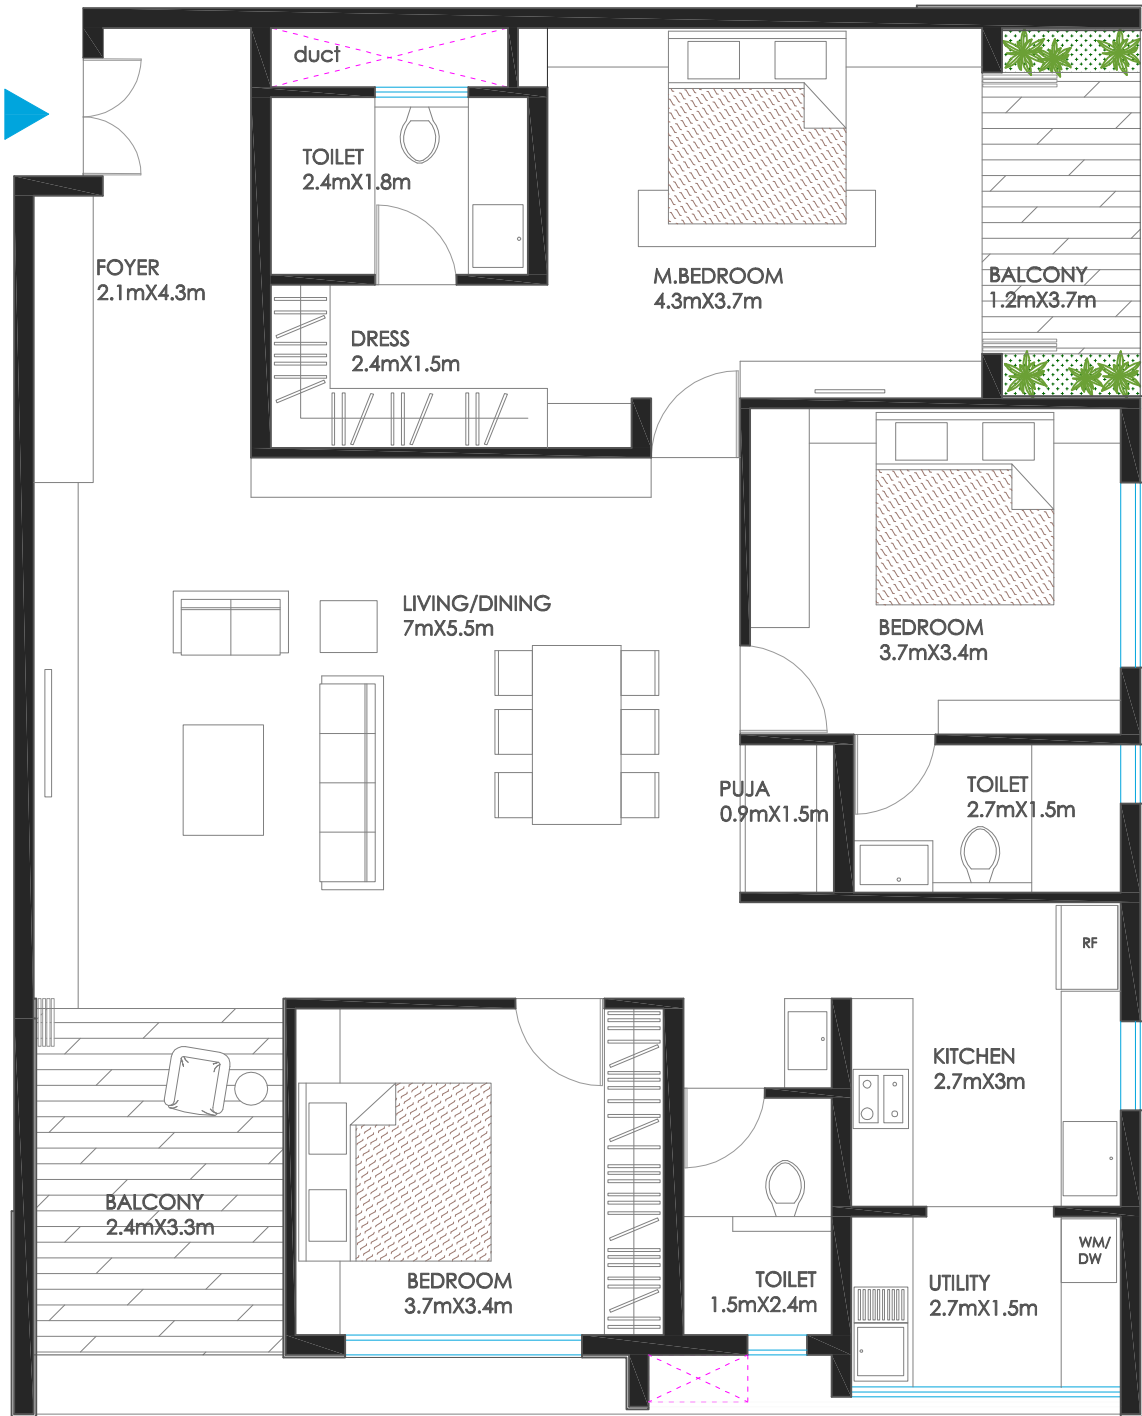 duct
TOILET
2.4mX1.8m
FOYER
2.1mX4.3m
M.BEDROOM
4.3mX3.7m
BALCONY
1.2mX3.7m
DRESS
2.4mX1.5m
LIVING/DINING
7mX5.5m
BEDROOM
3.7mX3.4m
PUJA
0.9mX1.5m
TOILET
2.7mX1.5m
RF
KITCHEN
2.7mX3m
BALCONY
2.4mX3.3m
WM/
DW
BEDROOM
3.7mX3.4m
TOILET
1.5mX2.4m
UTILITY
2.7mX1.5m